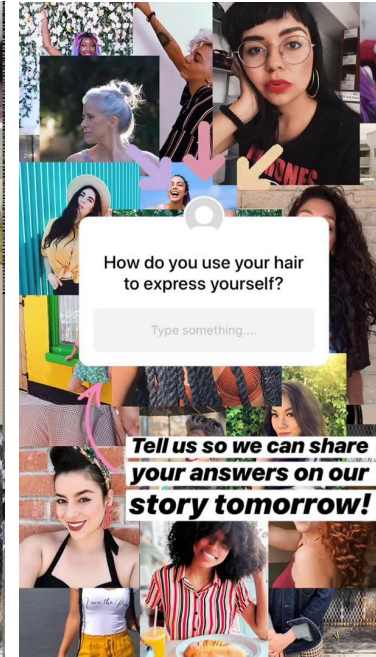 RAMONES
How do you use your hair
to express yourself?
Type something....
Tell us so we can share
your answers on our
story tomorrow!